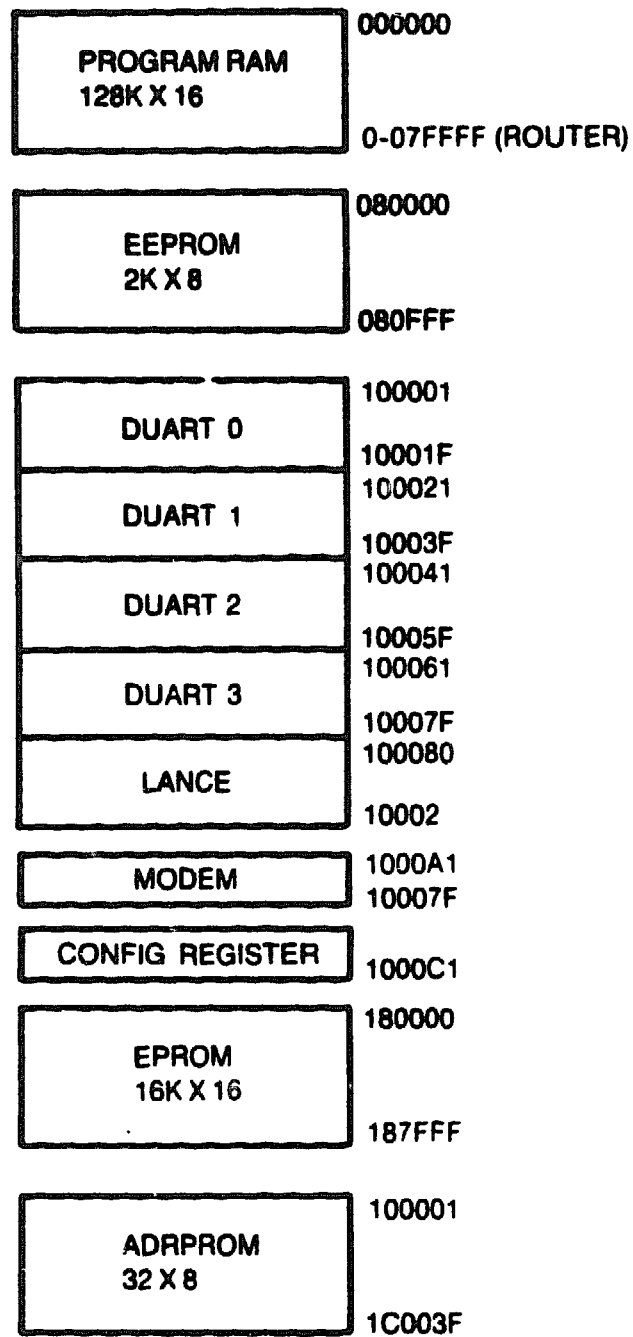 000000
PROGRAM RAM
128K X 16
0-07FFFF (ROUTER)
080000
EEPROM
2K X 8
080FFF
100001
DUART 0
10001F
100021
DUART 1
10003F
100041
DUART 2
10005F
100061
DUART 3
10007F
100080
LANCE
10002
1000A1
MODEM
10007F
CONFIG REGISTER
1000C1
180000
EPROM
16K X 16
187FFF
100001
ADRPROM
32 X 8
1C003F